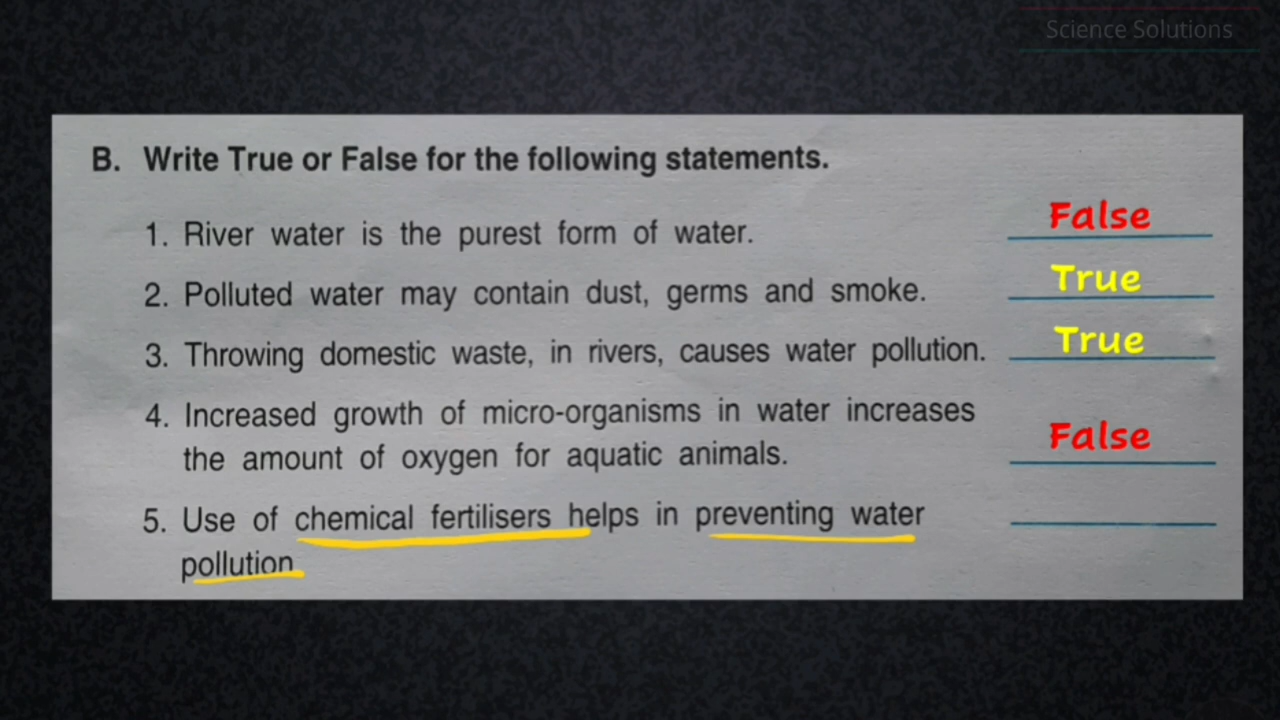 Science Solutions
B. Write True or False for the following statements.
1. River water is the purest form of water. False
2. Polluted water may contain dust, germs and smoke. True
3. Throwing domestic waste, in rivers, causes water pollution. True
4. Increased growth of micro-organisms in water increases
the amount of oxygen for aquatic animals. False
5. Use of chemical fertilisers helps in preventing water
pollution